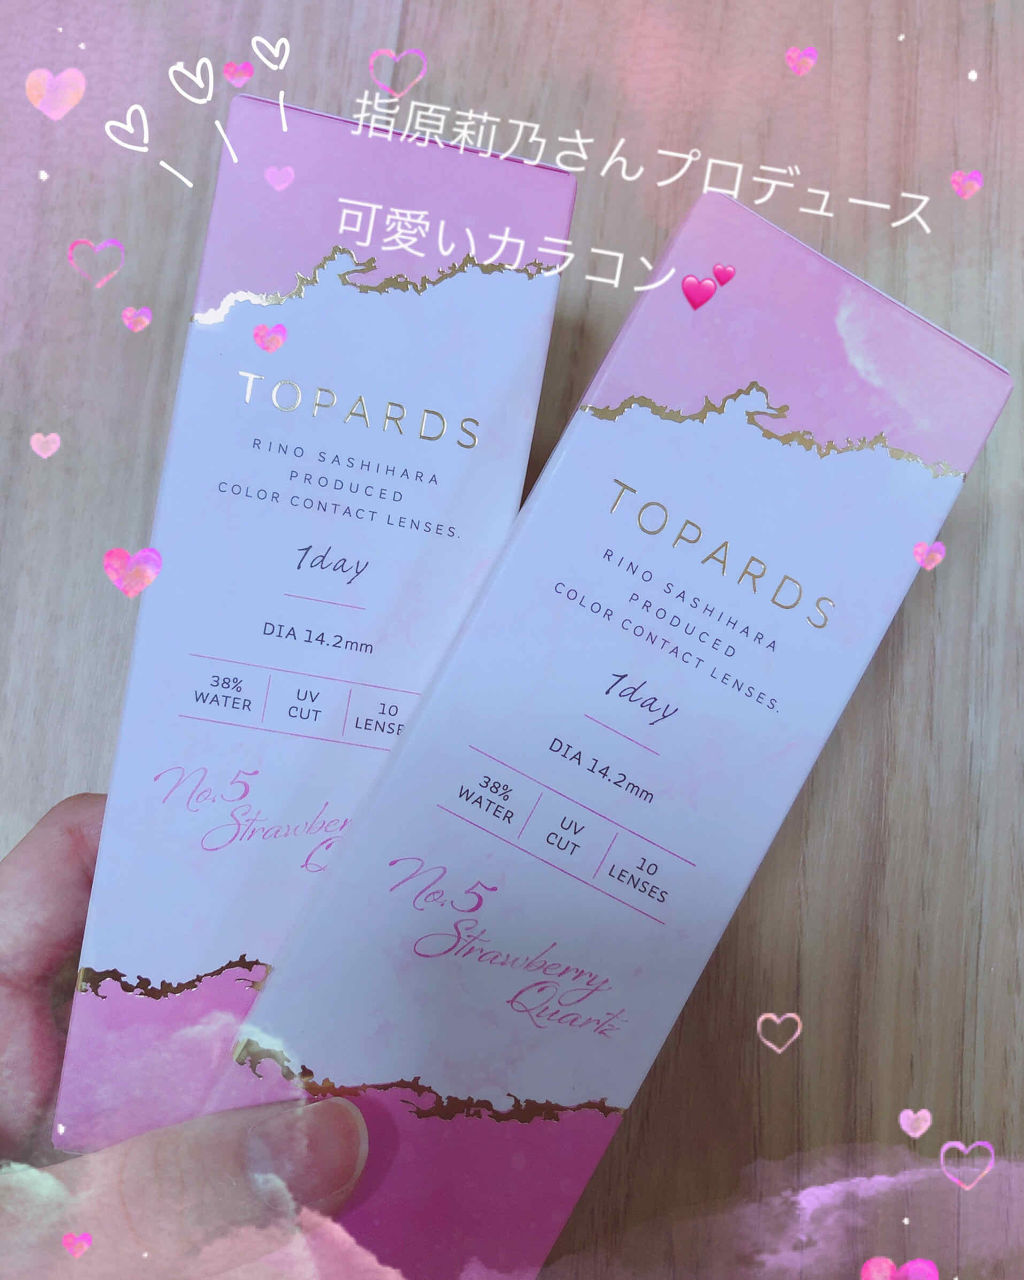 指原莉乃さんプロデュース
可愛いカラコン💕
TOPARDS
RINO SASHIHARA
PRODUCED
COLOR CONTACT LENSES.
1day
DIA 14.2mm
38%
WATER
UV
CUT
10
LENSE
No.5
Strawber
Q
TOPARDS
RINO SASHIHARA
PRODUCED
COLOR CONTACT LENSES.
1day
DIA 14.2mm
38%
WATER
UV
CUT
10
LENSES
No.5
Strawberry
Quartz